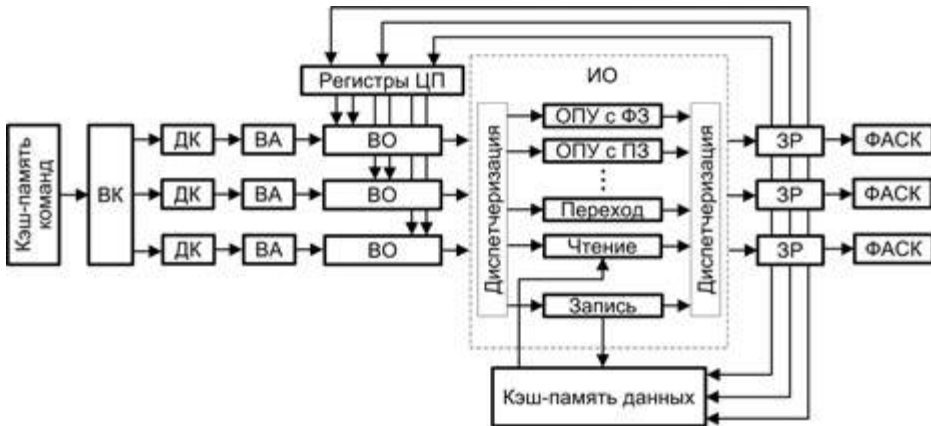 Регистры ЦП
ИО
Кэш-память
команд
ВК
ДК
ВА
ВО
ДК
ВА
ВО
ДК
ВА
ВО
Диспетчеризация
ОПУ с ФЗ
ОПУ с ПЗ
⋮
Переход
Чтение
Запись
Диспетчеризация
ЗР
ФАСК
ЗР
ФАСК
ЗР
ФАСК
Кэш-память данных